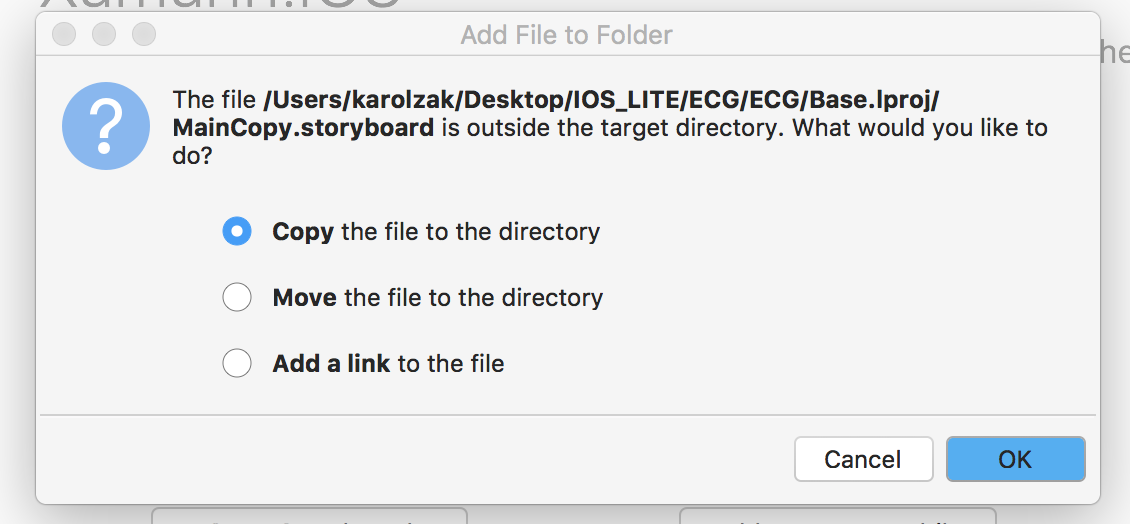 Add File to Folder
The file /Users/karolzak/Desktop/IOS_LITE/ECG/ECG/Base.lproj/
MainCopy.storyboard is outside the target directory. What would you like to
do?
Copy the file to the directory
Move the file to the directory
Add a link to the file
Cancel
OK